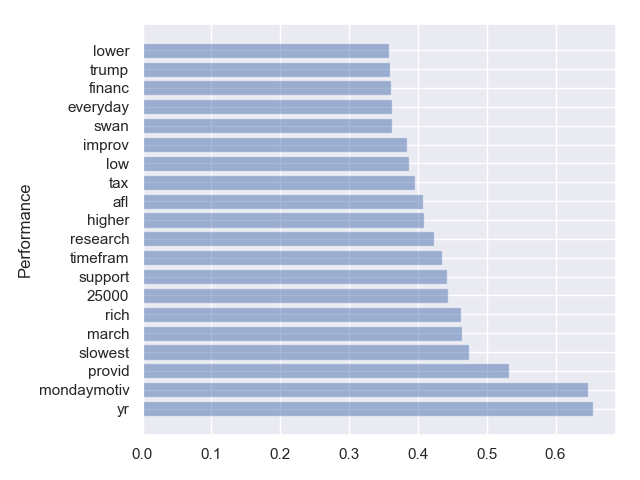 lower
trump
financ
everyday
swan
improv
low
tax
afl
higher
research
timefram
support
25000
rich
march
slowest
provid
mondaymotiv
yr
Performance
0.0 0.1 0.2 0.3 0.4 0.5 0.6